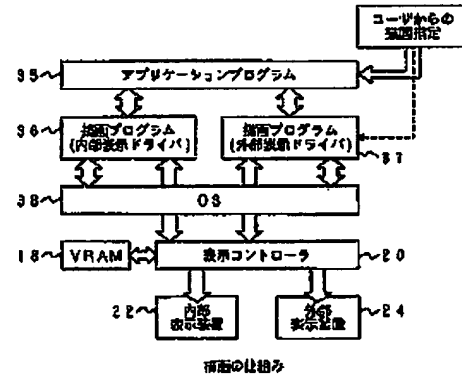 ユーザからの
描画指定
35
アプリケーションプログラム
36
描画プログラム
(内部表示ドライバ)
描画プログラム
(外部表示ドライバ)
37
38
OS
18
VRAM
表示コントローラ
20
22
内部
表示装置
外部
表示装置
24
描画の仕組み